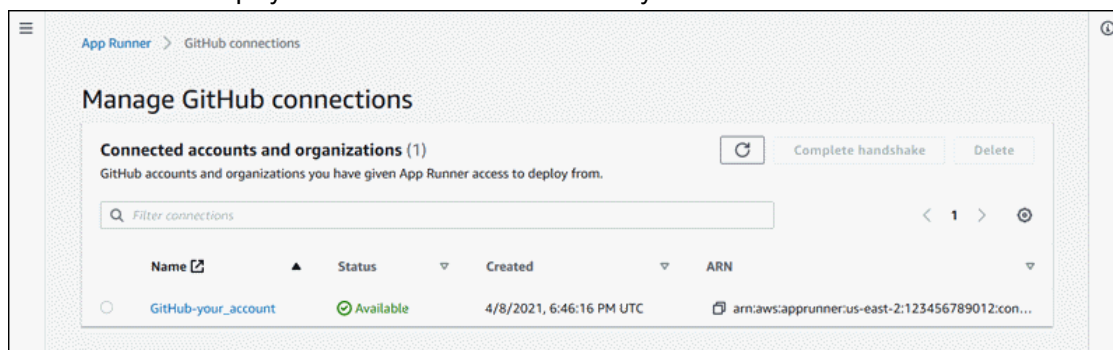 App Runner > GitHub connections
Manage GitHub connections
Connected accounts and organizations (1)
Complete handshake
Delete
GitHub accounts and organizations you have given App Runner access to deploy from.
Filter connections
< 1 >
Name Status Created ARN
GitHub-your_account Available 4/8/2021, 6:46:16 PM UTC arn:aws:apprunner:us-east-2:123456789012:con...